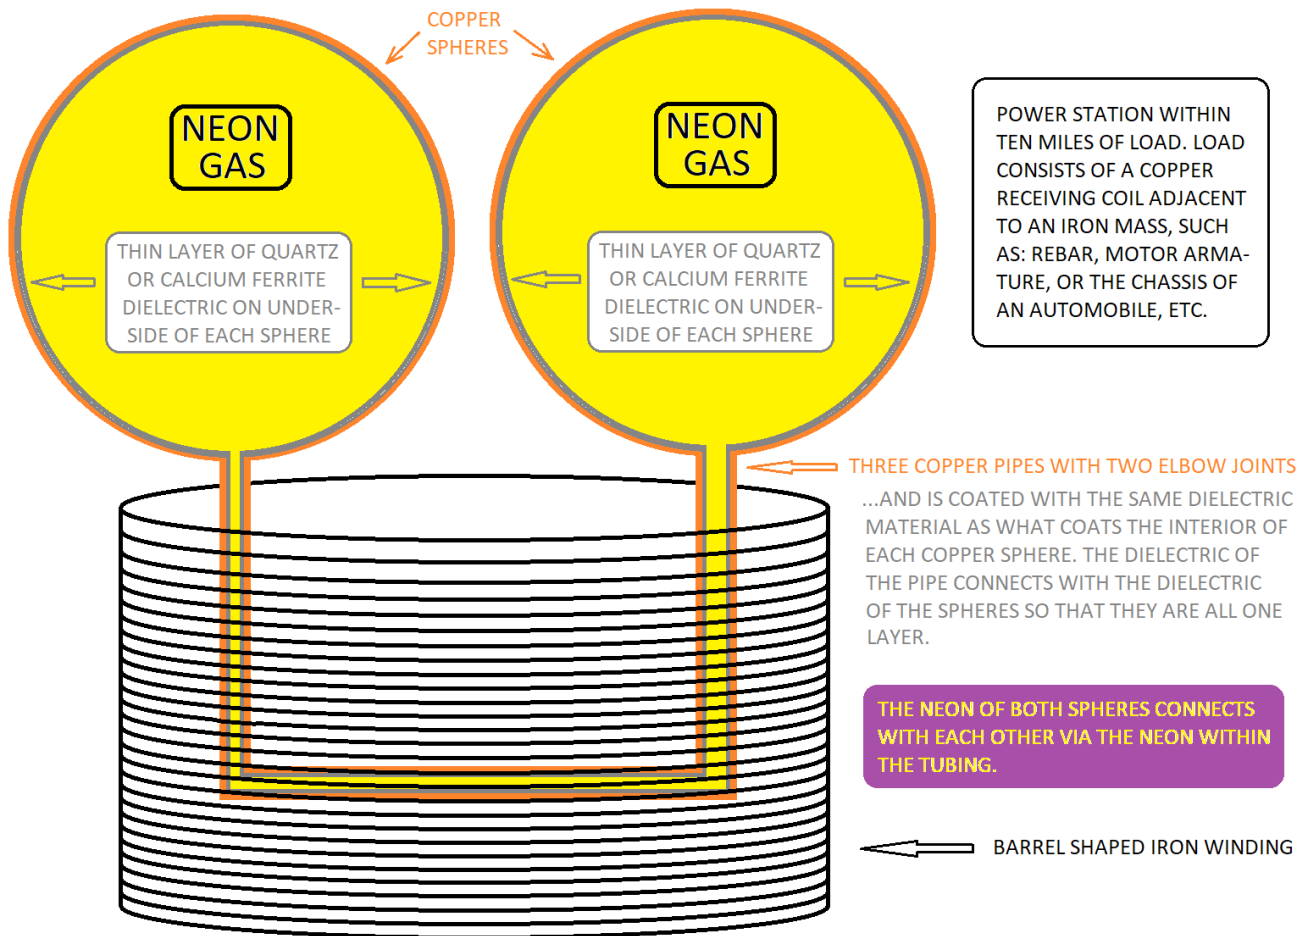 COPPER
SPHERES
NEON
GAS
NEON
GAS
THIN LAYER OF QUARTZ
OR CALCIUM FERRITE
DIELECTRIC ON UNDER-
SIDE OF EACH SPHERE
THIN LAYER OF QUARTZ
OR CALCIUM FERRITE
DIELECTRIC ON UNDER-
SIDE OF EACH SPHERE
POWER STATION WITHIN
TEN MILES OF LOAD. LOAD
CONSISTS OF A COPPER
RECEIVING COIL ADJACENT
TO AN IRON MASS, SUCH
AS: REBAR, MOTOR ARMA-
TURE, OR THE CHASSIS OF
AN AUTOMOBILE, ETC.
THREE COPPER PIPES WITH TWO ELBOW JOINTS
...AND IS COATED WITH THE SAME DIELECTRIC
MATERIAL AS WHAT COATS THE INTERIOR OF
EACH COPPER SPHERE. THE DIELECTRIC OF
THE PIPE CONNECTS WITH THE DIELECTRIC
OF THE SPHERES SO THAT THEY ARE ALL ONE
LAYER.
THE NEON OF BOTH SPHERES CONNECTS
WITH EACH OTHER VIA THE NEON WITHIN
THE TUBING.
BARREL SHAPED IRON WINDING